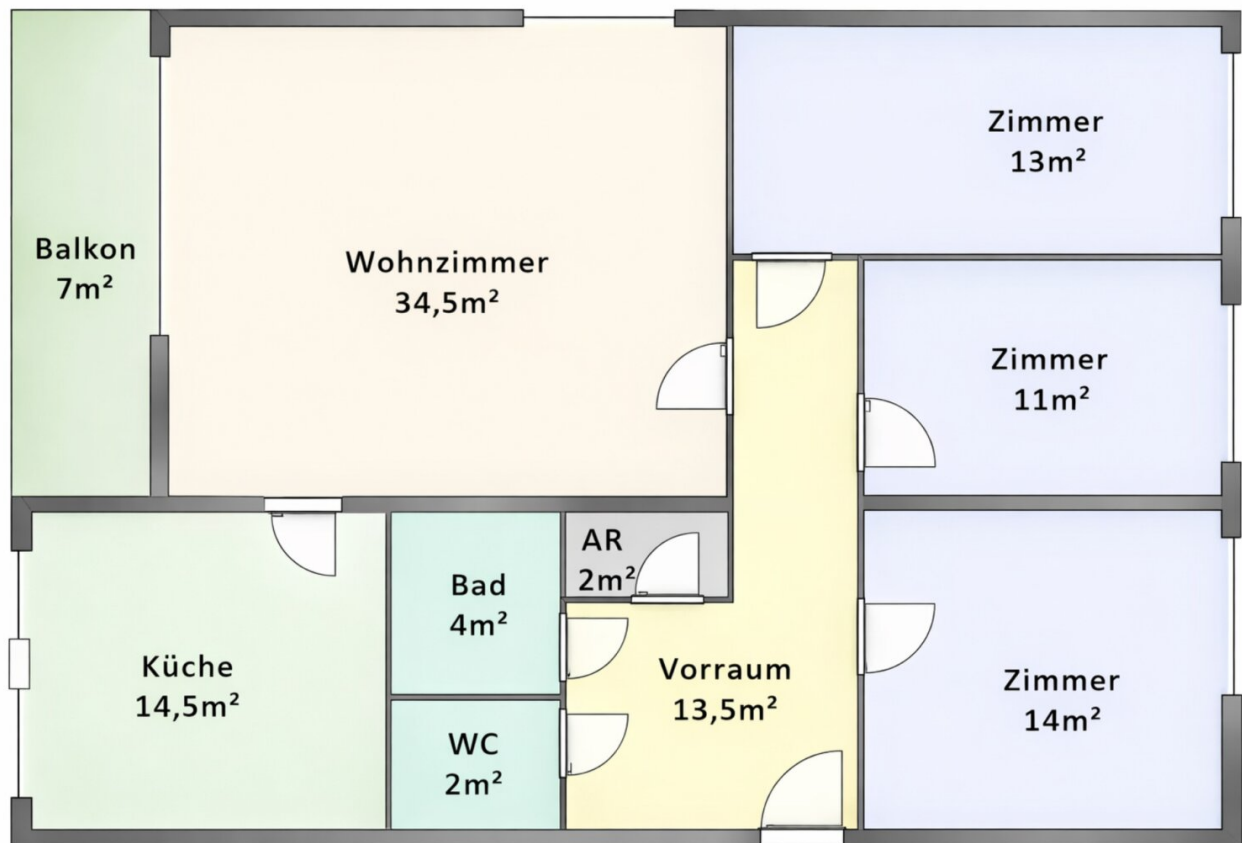 Zimmer
13m²
Balkon
7m²
Wohnzimmer
34,5m²
Zimmer
11m²
AR
2m²
Bad
4m²
Küche
14,5m²
Vorraum
13,5m²
Zimmer
14m²
WC
2m²